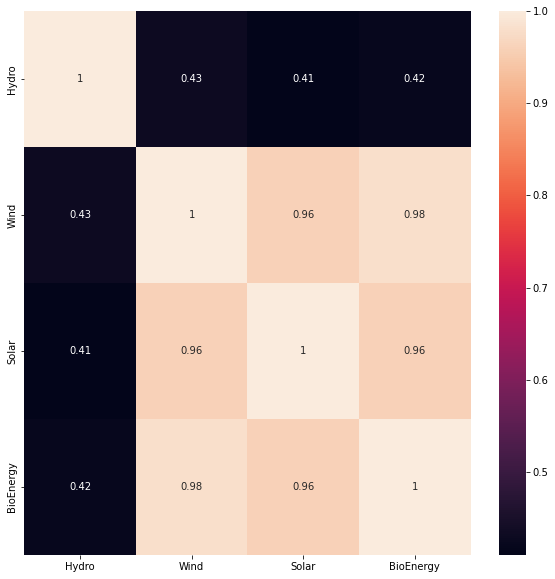 Hydro 1 0.43 0.41 0.42
Wind 0.43 1 0.96 0.98
Solar 0.41 0.96 1 0.96
BioEnergy 0.42 0.98 0.96 1
Hydro Wind Solar BioEnergy
1.0
0.9
0.8
0.7
0.6
0.5